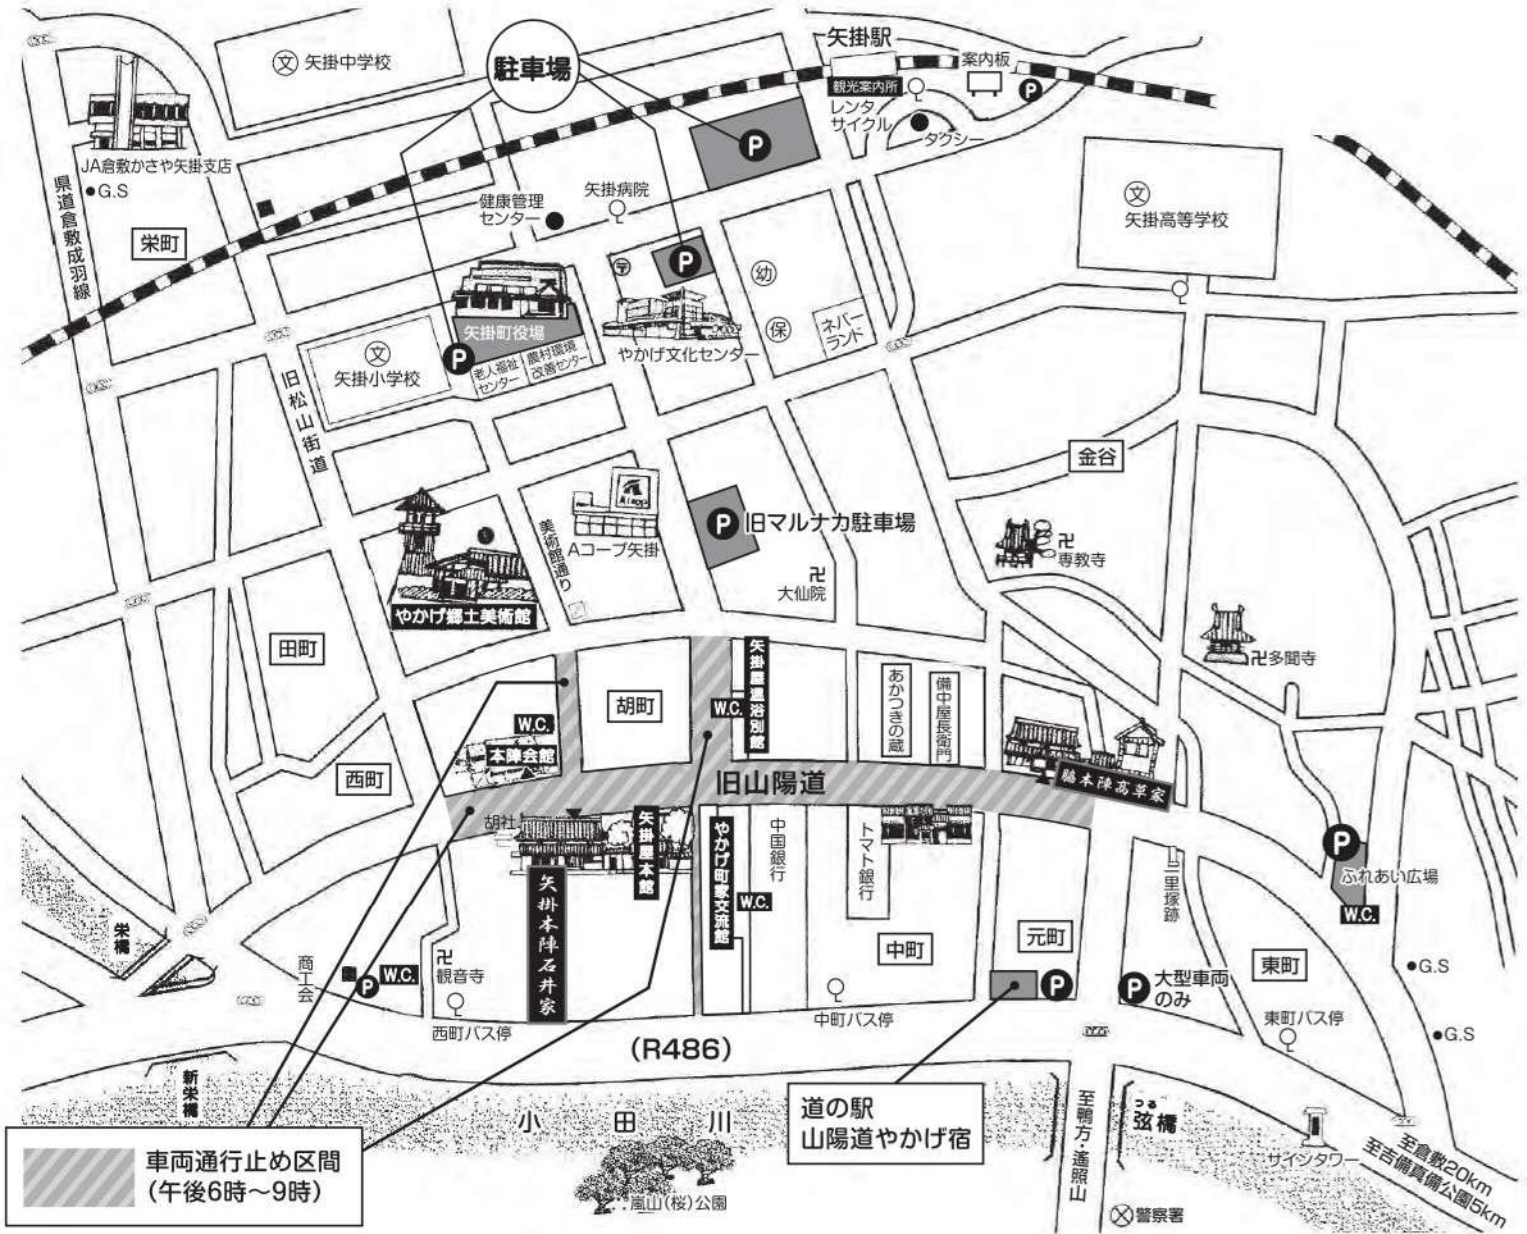 矢掛中学校
駐車場
矢掛駅
案内板
P
観光案内所
レンタ
サイクル
タクシー
P
JA倉敷かさや矢掛支店
G.S
県道倉敷成羽線
栄町
健康管理
センター
矢掛病院
文
矢掛高等学校
文
P
幼
保
ネバー
ランド
矢掛町役場
やかげ文化センター
文
矢掛小学校
P
老人福祉
センター
農村環境
改善センター
旧松山街道
金谷
P
旧マルナカ駐車場
Aコープ矢掛
美術館通り
卍
専教寺
卍
大仙院
やかげ郷土美術館
田町
卍多聞寺
胡町
W.C.
矢掛屋温浴別館
あかつきの蔵
備中屋長衛門
W.C.
本陣会館
西町
旧山陽道
脇本陣高草家
胡社
矢掛屋本館
やかげ町家交流館
中国銀行
トマト銀行
P
ふれあい広場
W.C.
一里塚跡
矢掛本陣石井家
W.C.
栄橋
商工会
P
W.C.
卍
観音寺
中町
元町
東町
G.S
P
P
大型車両
のみ
西町バス停
中町バス停
東町バス停
G.S
(R486)
新栄橋
小田川
道の駅
山陽道やかげ宿
至鴨方・遙照山
つる
弦橋
サインタワー
至倉敷20km
至吉備真備公園5km
車両通行止め区間
(午後6時～9時)
嵐山(桜)公園
警察署